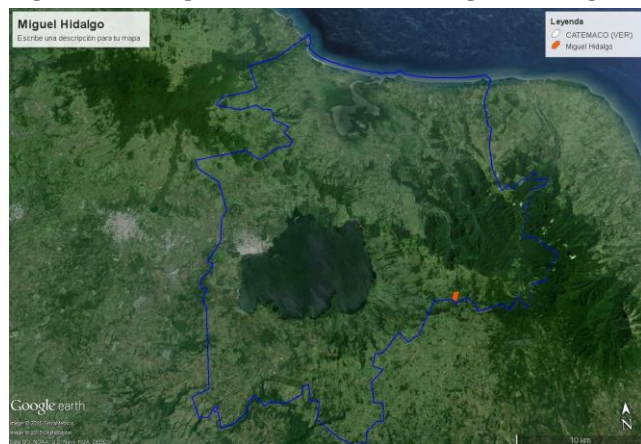 Miguel Hidalgo
Escribe una descripción para tu mapa.
Leyenda
CATEMACO (VER)
Miguel Hidalgo
Google earth
10 km
N